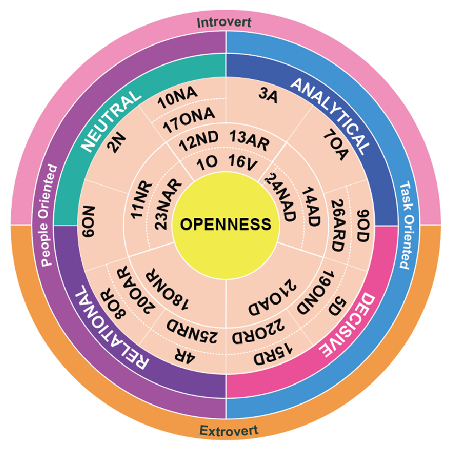 Introvert
NEUTRAL
ANALYTICAL
People Oriented
Task Oriented
10NA
3A
17ONA
7OA
2N
12ND
13AR
1O
16V
11NR
23NAR
24NAD
14AD
26ARD
9OD
6ON
OPENNESS
8OR
20OAR
18ONR
21OAD
19OND
5D
25NRD
22ORD
4R
15RD
RELATIONAL
DECISIVE
Extrovert